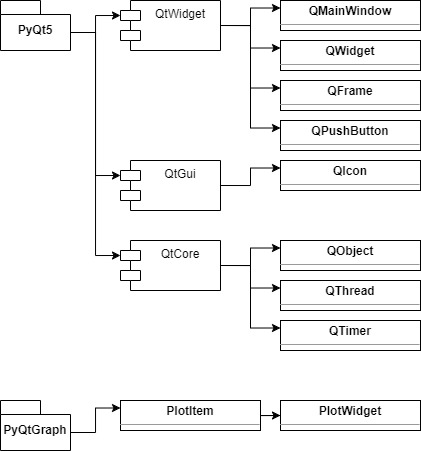 PyQt5
QtWidget
QMainWindow
QWidget
QFrame
QPushButton
QtGui
QIcon
QtCore
QObject
QThread
QTimer
PyQtGraph
PlotItem
PlotWidget